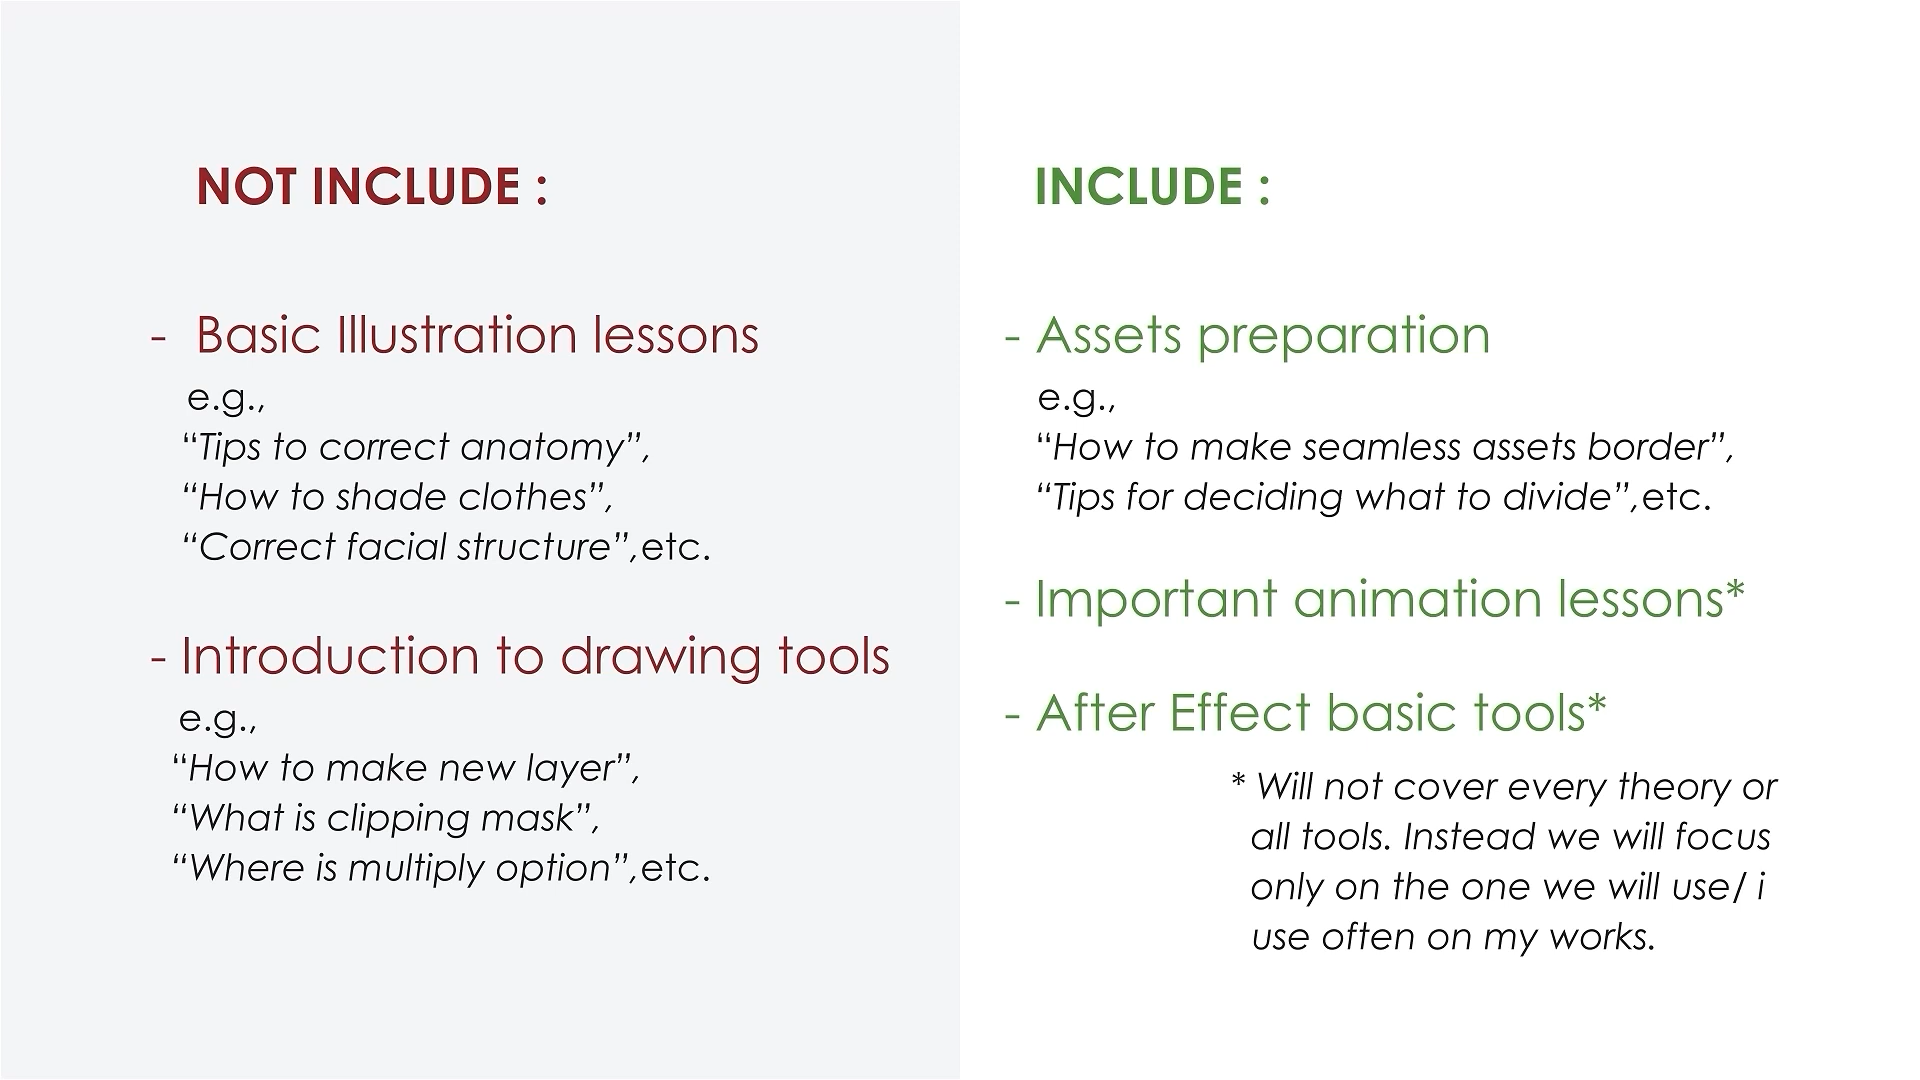 NOT INCLUDE :
- Basic Illustration lessons
e.g.,
“Tips to correct anatomy”,
“How to shade clothes”,
“Correct facial structure”,etc.
- Introduction to drawing tools
e.g.,
“How to make new layer”,
“What is clipping mask”,
“Where is multiply option”,etc.
INCLUDE :
- Assets preparation
e.g.,
“How to make seamless assets border”,
“Tips for deciding what to divide”,etc.
- Important animation lessons*
- After Effect basic tools*
* Will not cover every theory or
all tools. Instead we will focus
only on the one we will use/ i
use often on my works.